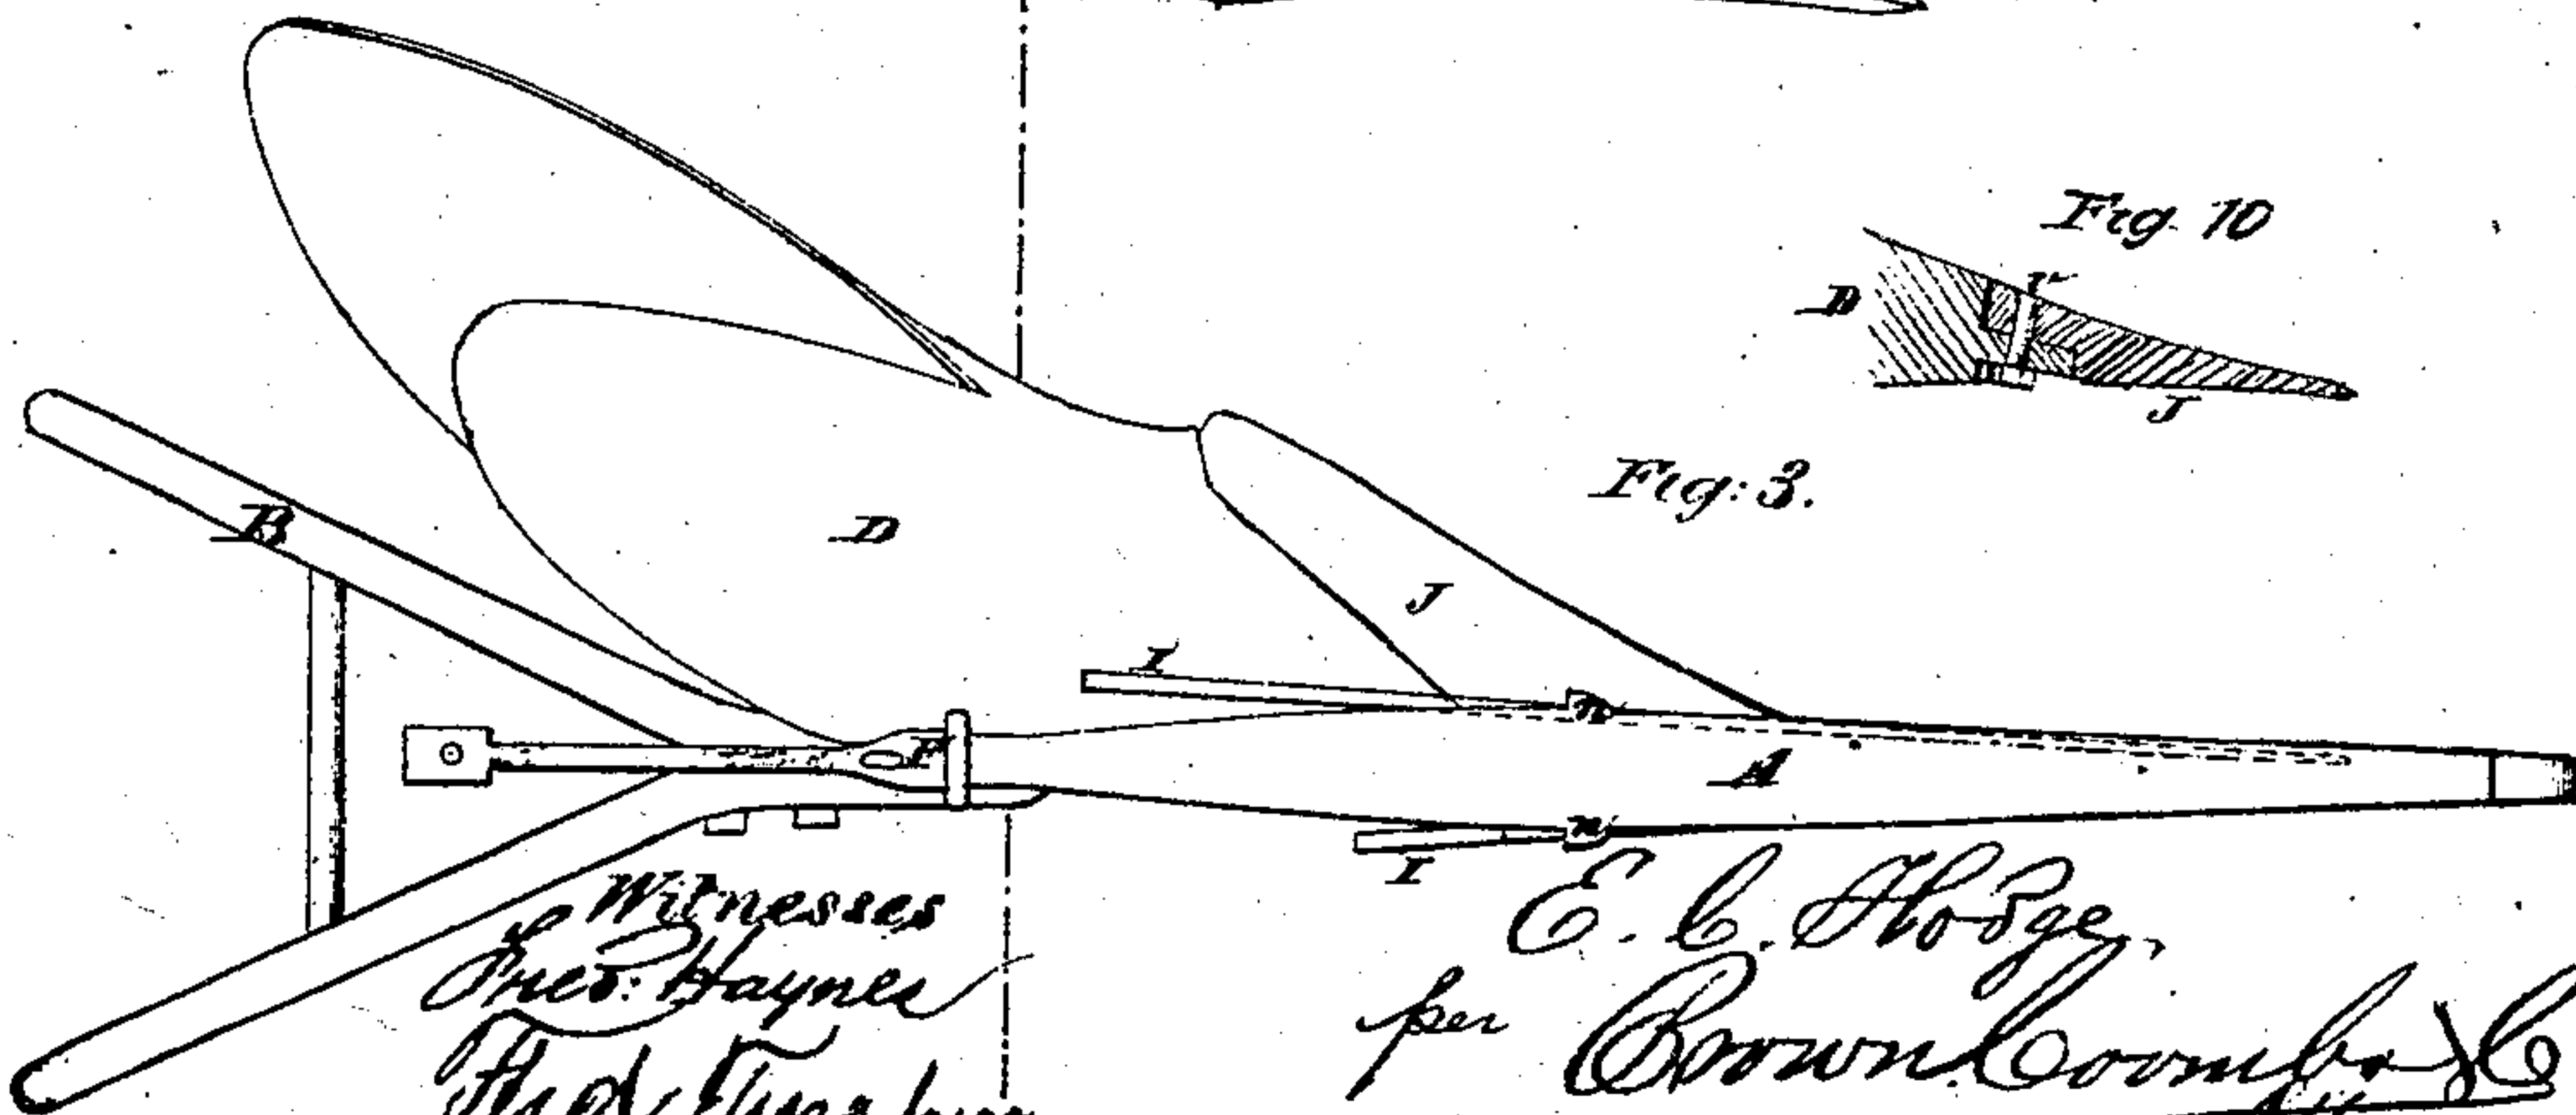 Fig. 10
r
D
J
Fig: 3.
B
D
J
I
n
F
A
n
I
Witnesses
Fred: Haynes
E. C. Hodge
per Brown Coombs & Co